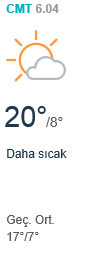 CMT 6.04
20°/8°
Daha sıcak
Geç. Ort.
17°/7°